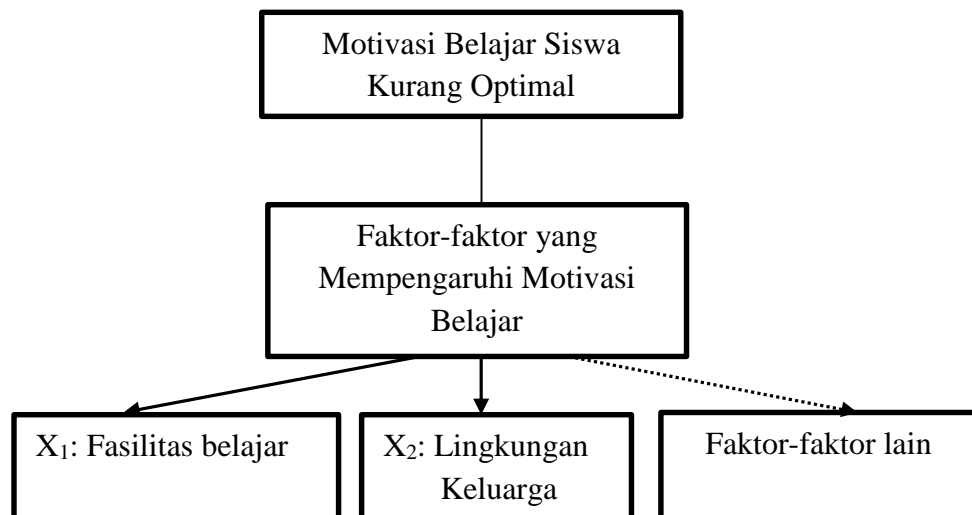 Motivasi Belajar Siswa
Kurang Optimal
Faktor-faktor yang
Mempengaruhi Motivasi
Belajar
X₁: Fasilitas belajar
X₂: Lingkungan
Keluarga
Faktor-faktor lain